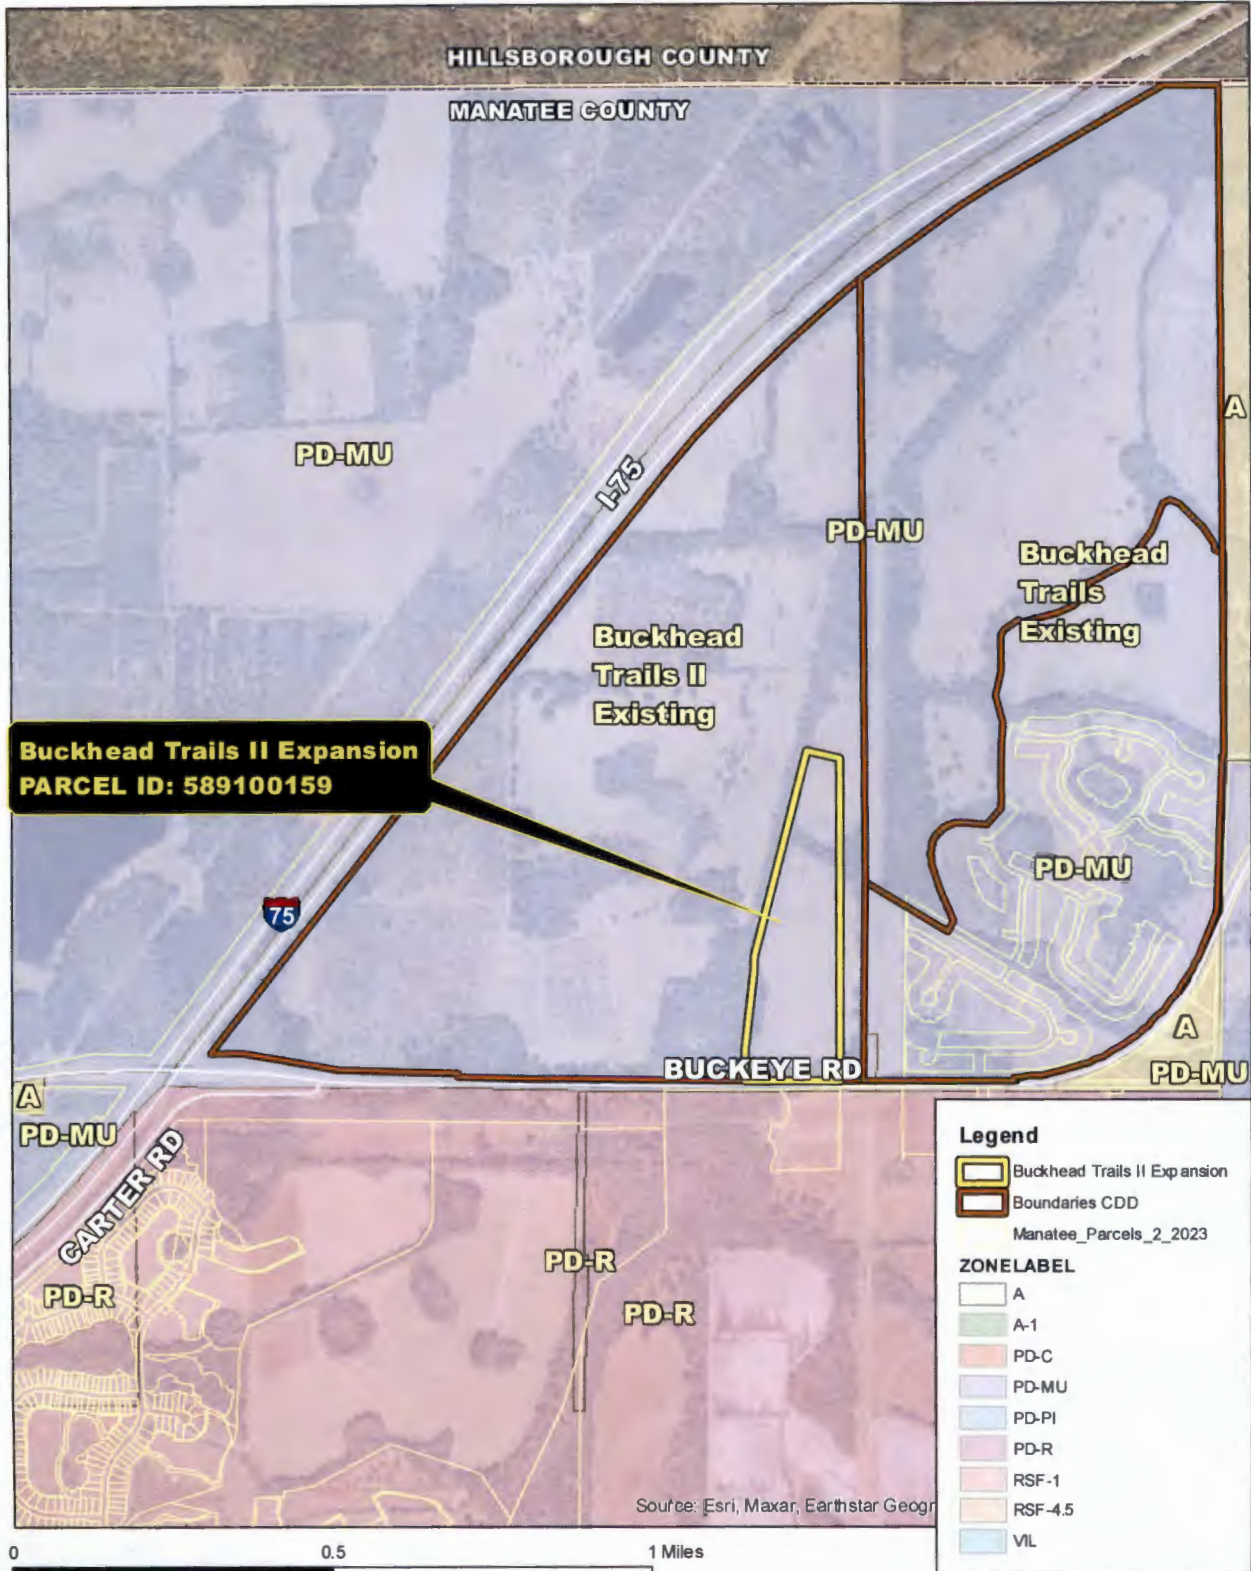 HILLSBOROUGH COUNTY
MANATEE COUNTY
A
PD-MU
I-75
PD-MU
Buckhead
Trails
Existing
Buckhead
Trails II
Existing
Buckhead Trails II Expansion
PARCEL ID: 589100159
PD-MU
75
A
BUCKEYE RD
PD-MU
A
PD-MU
CARTER RD
PD-R
PD-R
PD-R
Legend
Buckhead Trails II Expansion
Boundaries CDD
Manatee_Parcels_2_2023
ZONELABEL
A
A-1
PD-C
PD-MU
PD-PI
PD-R
RSF-1
RSF-4.5
VIL
Source: Esri, Maxar, Earthstar Geogr
0 0.5 1 Miles